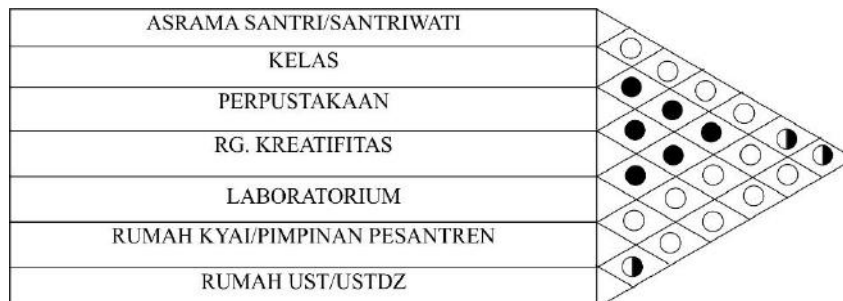 ASRAMA SANTRI/SANTRIWATI
KELAS
PERPUSTAKAAN
RG. KREATIFITAS
LABORATORIUM
RUMAH KYAI/PIMPINAN PESANTREN
RUMAH UST/USTDZ